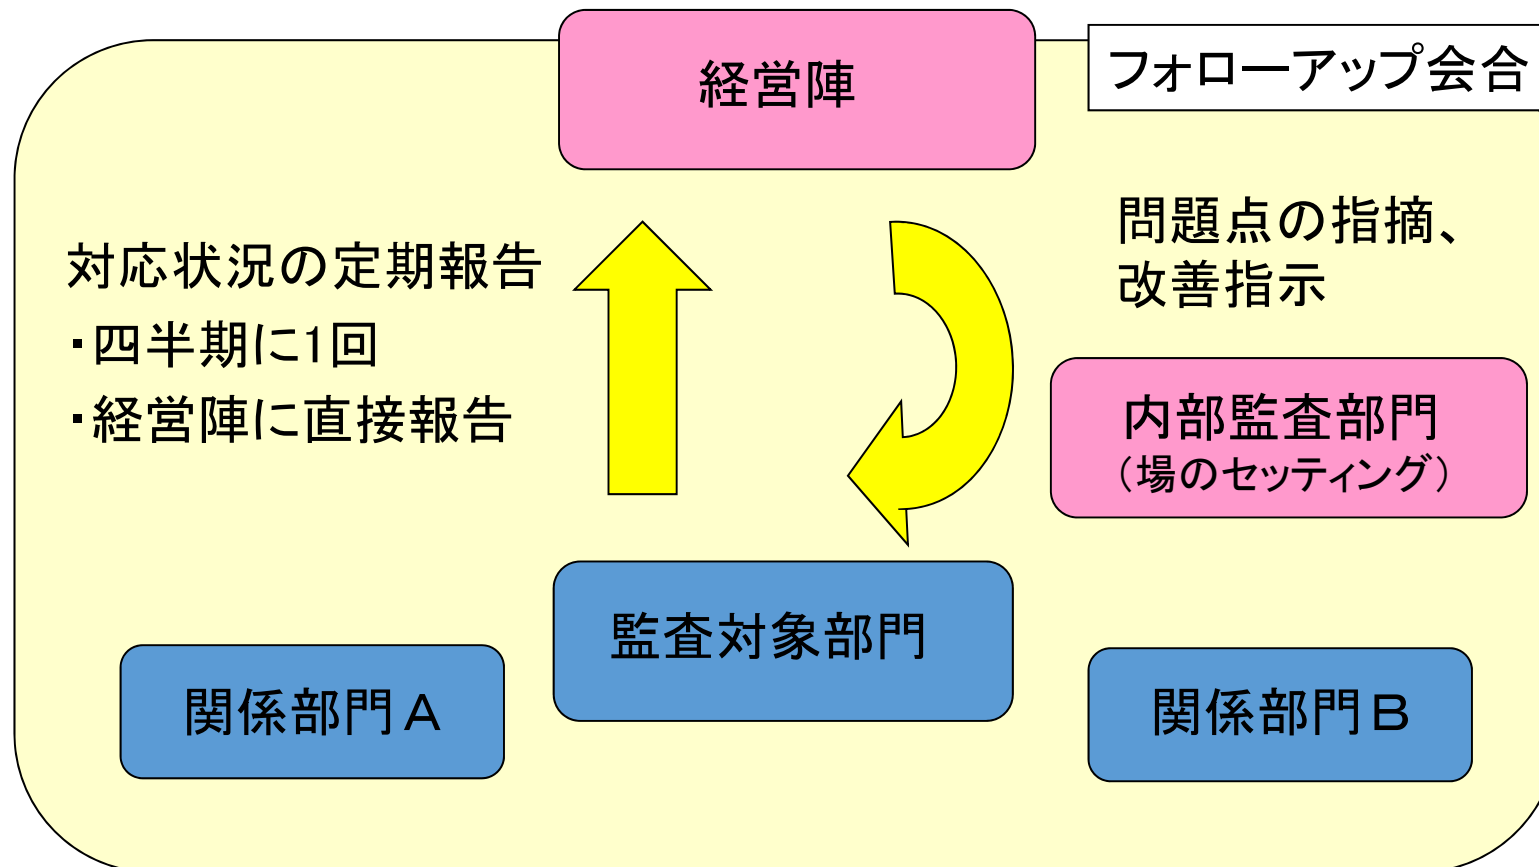 経営陣
フォローアップ会合
対応状況の定期報告
・四半期に1回
・経営陣に直接報告
問題点の指摘、
改善指示
内部監査部門
(場のセッティング)
監査対象部門
関係部門A
関係部門B